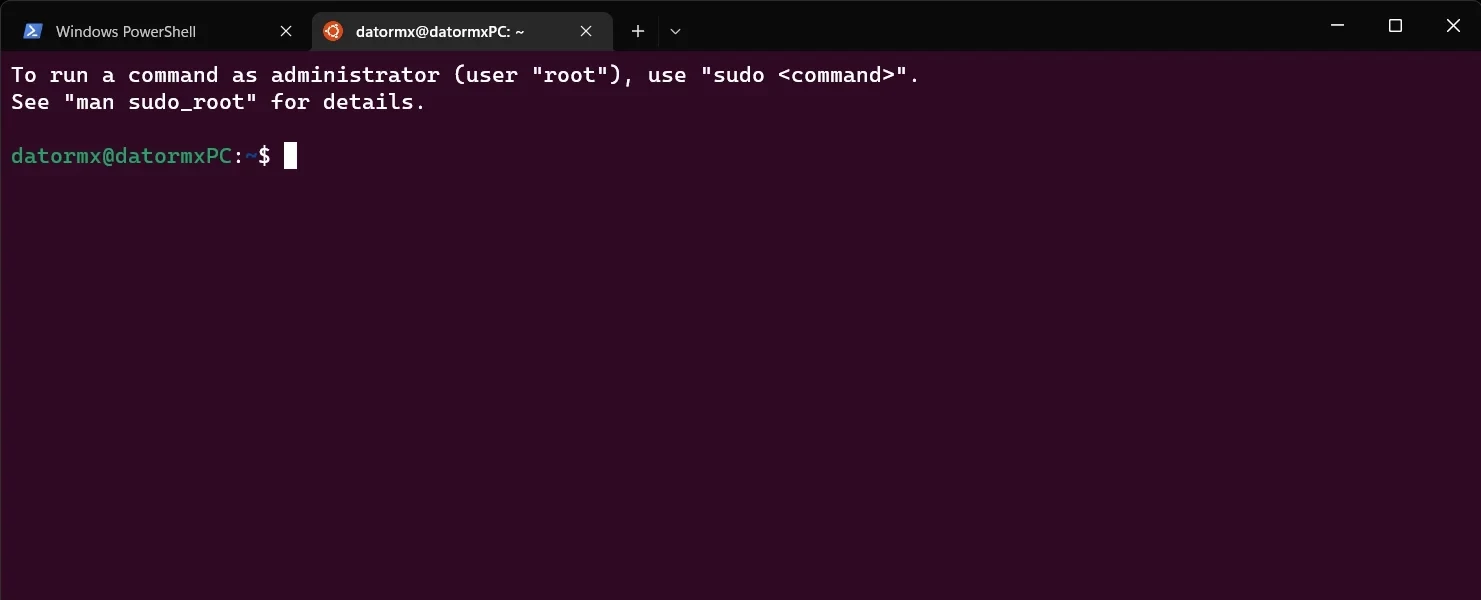 Windows PowerShell
datormx@datormxPC: ~
To run a command as administrator (user "root"), use "sudo <command>".
See "man sudo_root" for details.
datormx@datormxPC:~$